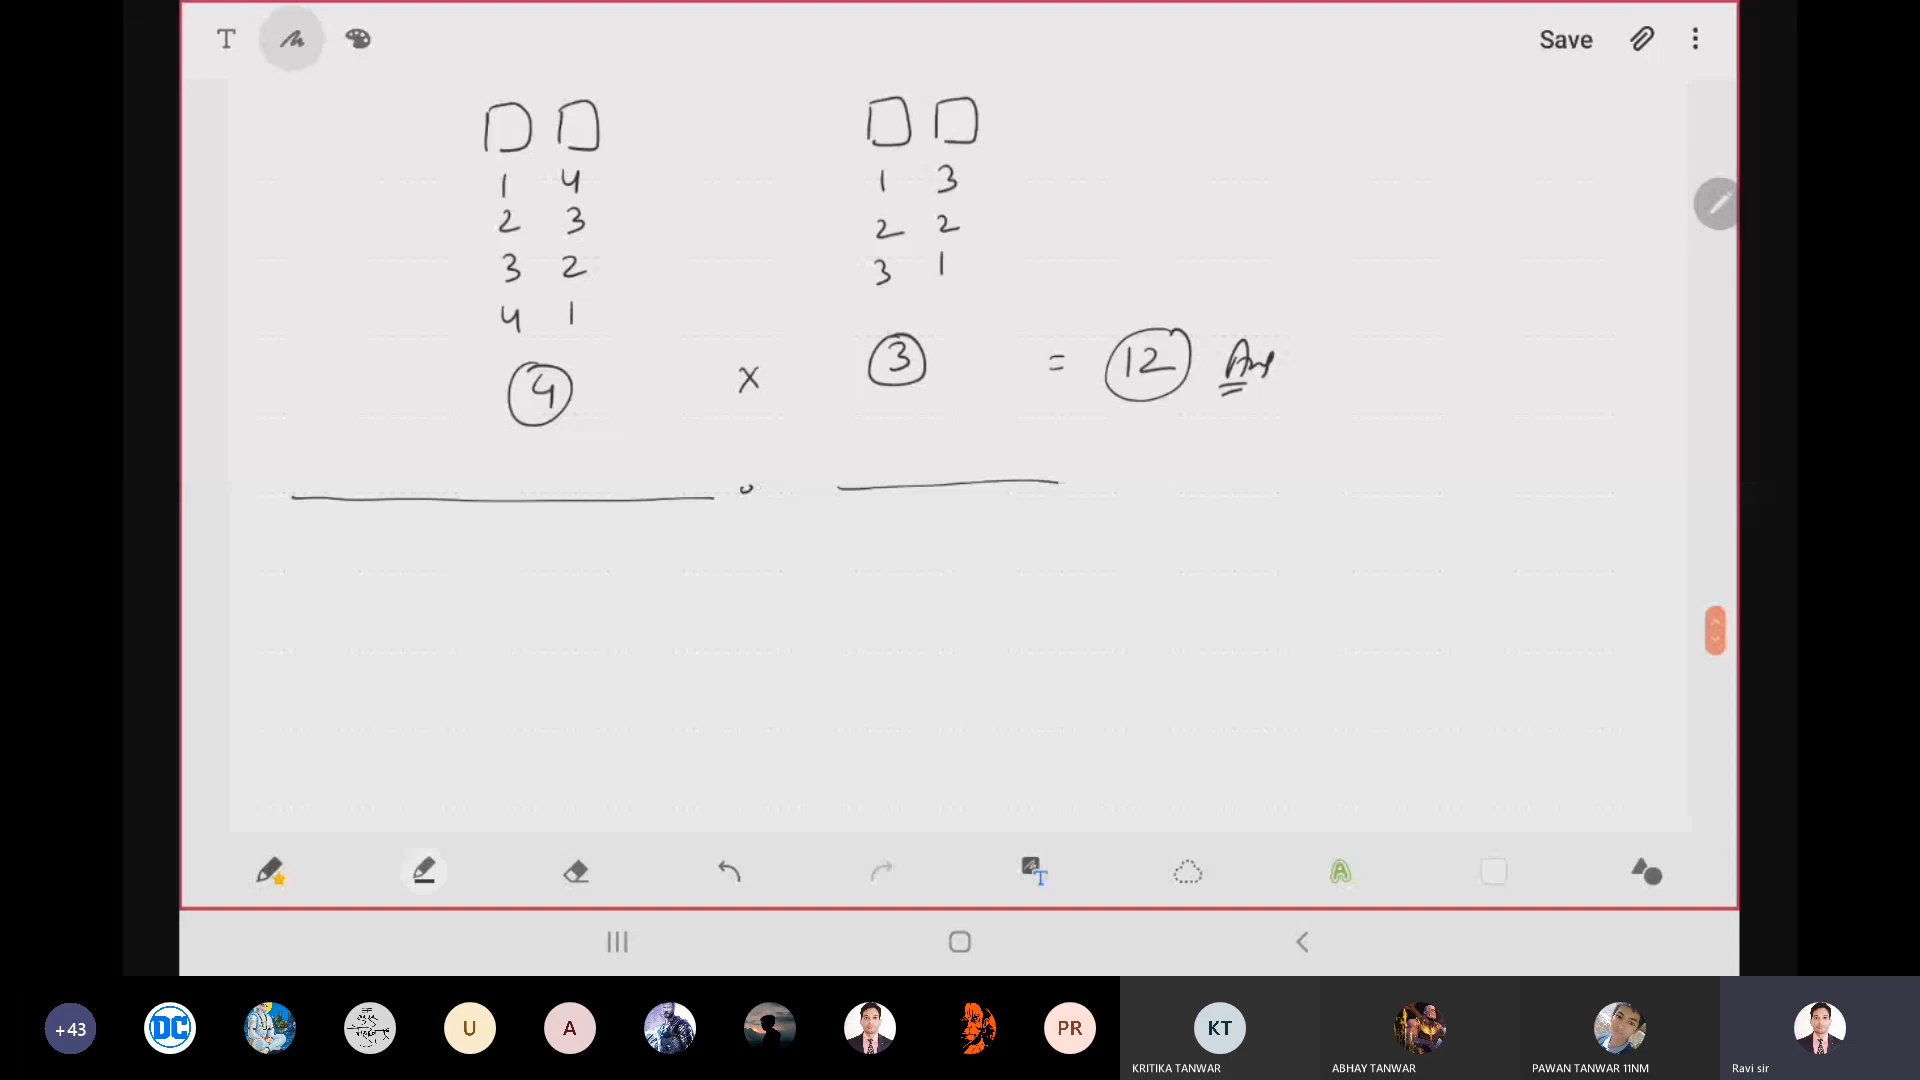 T Save
1 4 1 3
2 3 2 2
3 2 3 1
4 1
4 x 3 = 12 Ans
T A
+43 DC U A PR KT
KRITIKA TANWAR ABHAY TANWAR PAWAN TANWAR 11NM Ravi sir